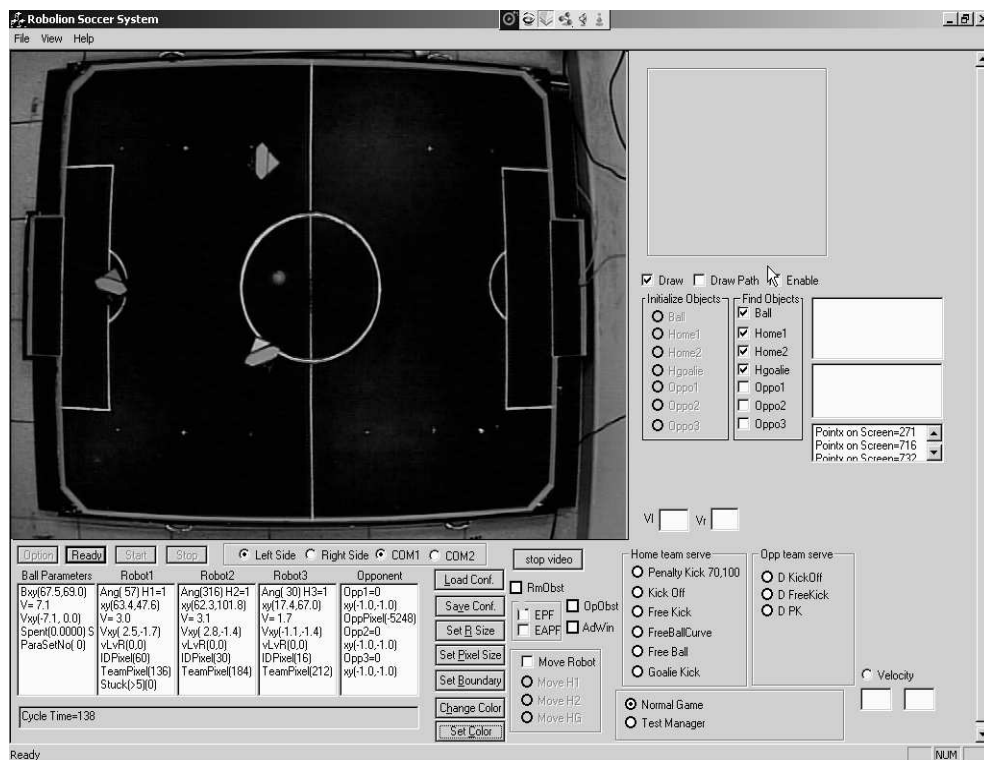 Robolion Soccer System
File View Help
Draw Draw Path Enable
Initialize Objects Find Objects
Ball Ball
Home1 Home1
Home2 Home2
Hgoalie Hgoalie
Oppo1 Oppo1
Oppo2 Oppo2
Oppo3 Oppo3
Pointx on Screen=271
Pointx on Screen=716
Pointx on Screen=732
Vl Vr
Option Ready Start Stop Left Side Right Side COM1 COM2 stop video
Ball Parameters Robot1 Robot2 Robot3 Opponent
Bxy(67.5,69.0) Ang( 57) H1=1 Ang(316) H2=1 Ang( 30) H3=1 Opp1=0
V= 7.1 xy(63.4,47.6) xy(62.3,101.8) xy(17.4,67.0) xy(-1.0,-1.0)
Vxy(-7.1, 0.0) V= 3.0 V= 3.1 V= 1.7 OppPixel(-5248)
Spent(0.0000) S Vxy( 2.5,-1.7) Vxy( 2.8,-1.4) Vxy(-1.1,-1.4) Opp2=0
ParaSetNo( 0) vLvR(0,0) vLvR(0,0) vLvR(0,0) xy(-1.0,-1.0)
IDPixel(60) IDPixel(30) IDPixel(16) Opp3=0
TeamPixel(136) TeamPixel(184) TeamPixel(212) xy(-1.0,-1.0)
Stuck(>5)(0)
Cycle Time=138
Load Conf.
Save Conf.
Set R Size
Set Pixel Size
Set Boundary
Change Color
Set Color
RmObst
EPF OpObst
EAPF AdWin
Move Robot
Move H1
Move H2
Move HG
Home team serve
Penalty Kick 70,100
Kick Off
Free Kick
FreeBallCurve
Free Ball
Goalie Kick
Opp team serve
D KickOff
D FreeKick
D PK
Normal Game
Test Manager
Velocity
Ready NUM